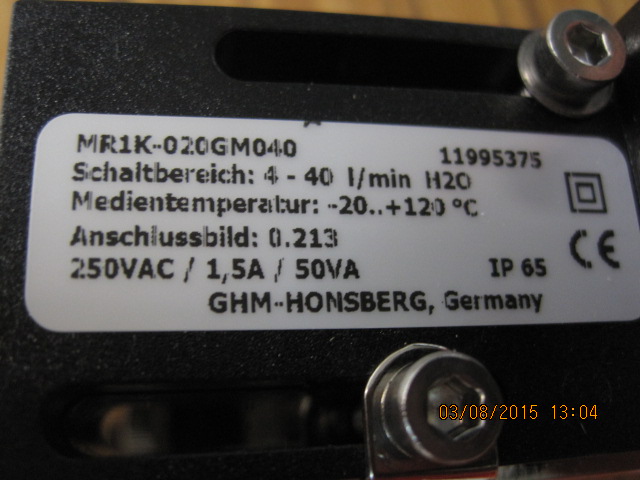 MR1K-020GM040 11995375
Schaltbereich: 4 - 40 l/min H2O
Medientemperatur: -20..+120 °C
Anschlussbild: 0.213
250VAC / 1,5A / 50VA IP 65
CE
GHM-HONSBERG, Germany
03/08/2015 13:04